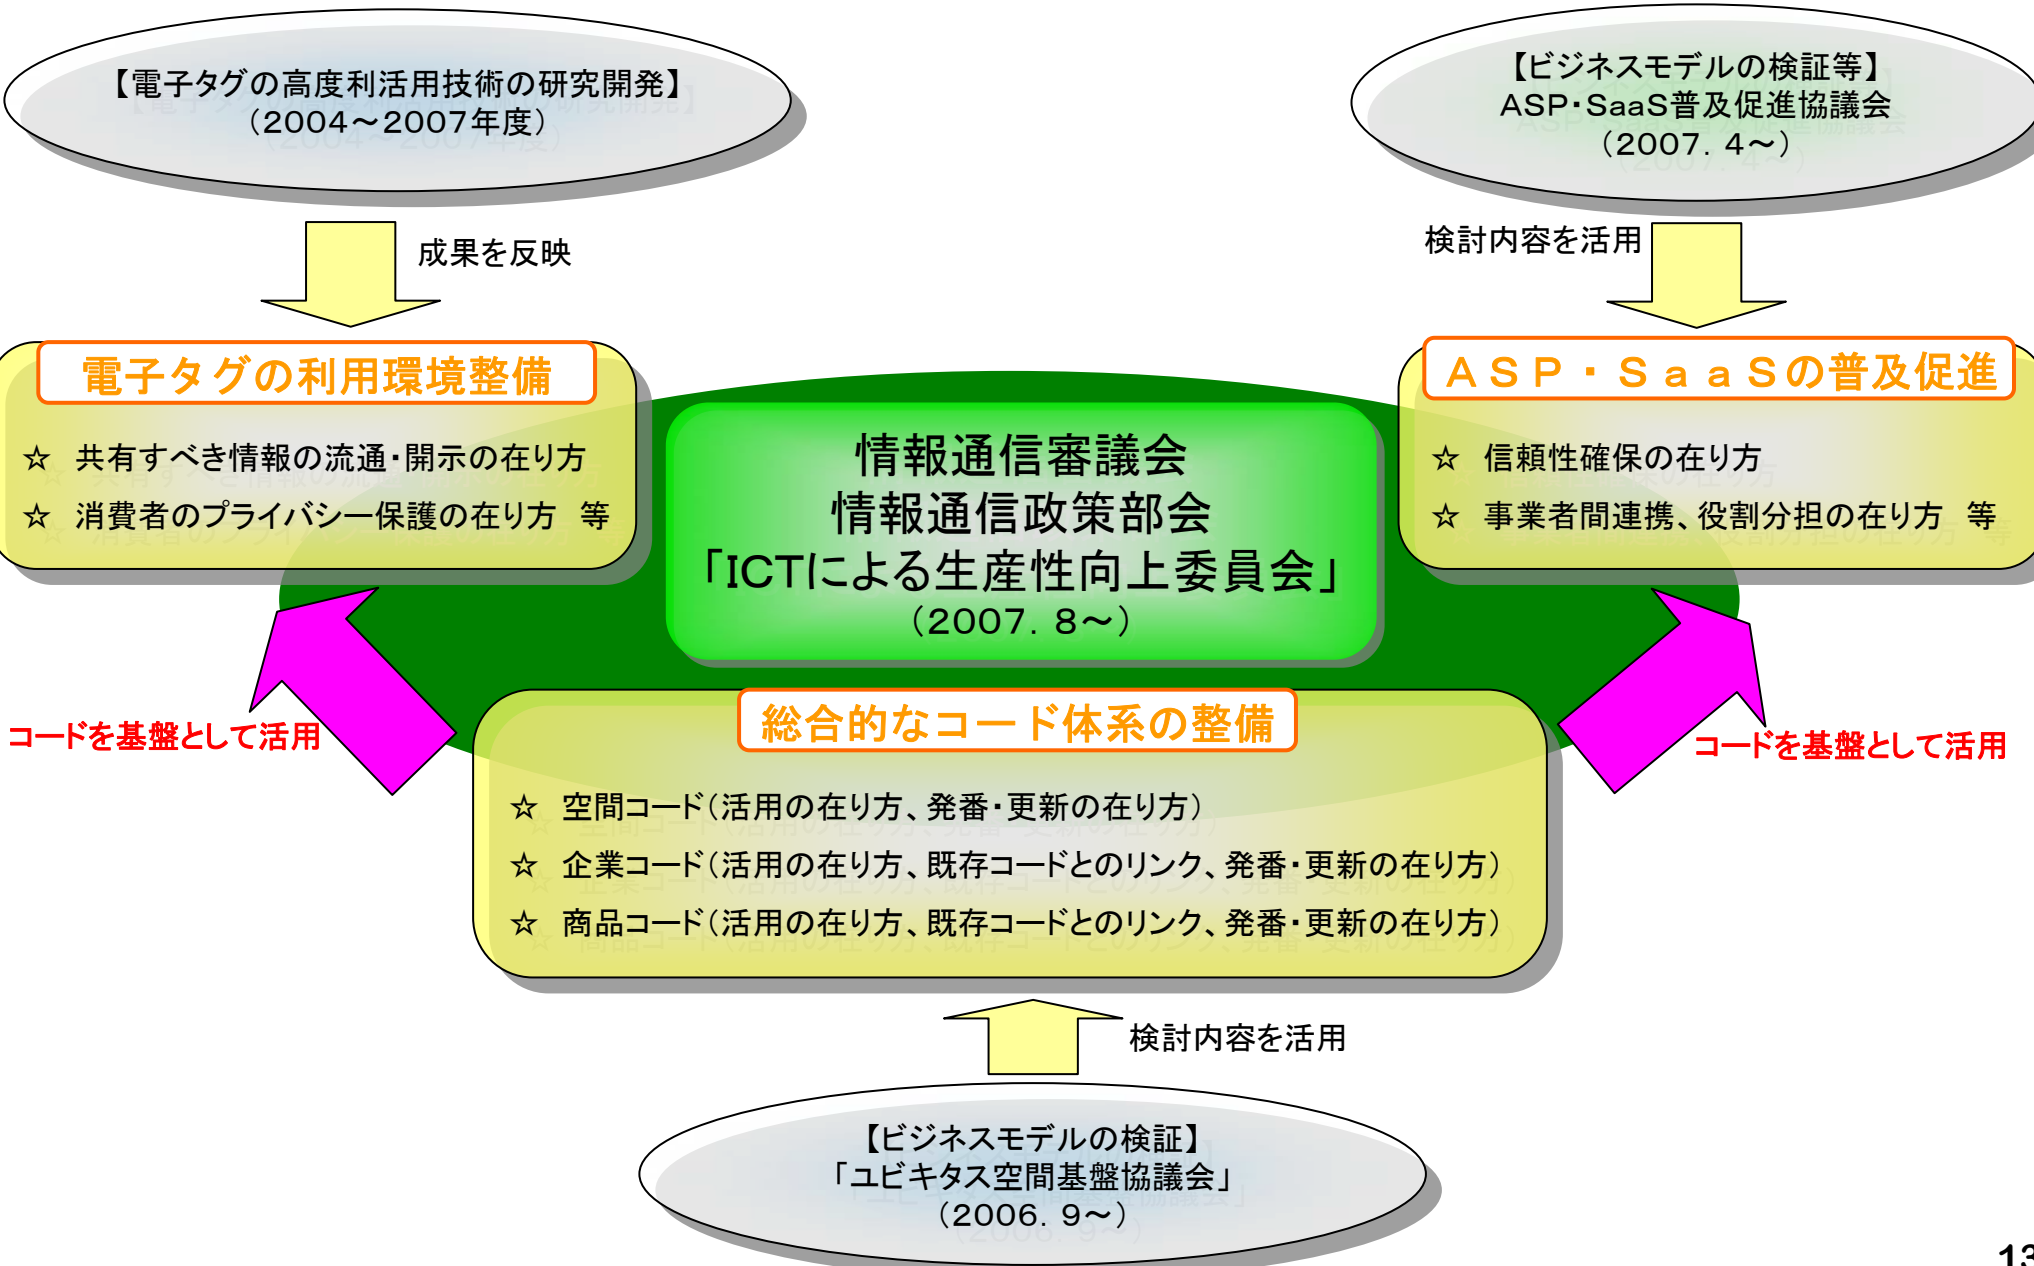 【電子タグの高度利活用技術の研究開発】
（2004～2007年度）
【ビジネスモデルの検証等】
ASP・SaaS普及促進協議会
（2007．4～）
成果を反映
検討内容を活用
電子タグの利用環境整備
☆　共有すべき情報の流通・開示の在り方
☆　消費者のプライバシー保護の在り方　等
ＡＳＰ・ＳａａＳの普及促進
☆　信頼性確保の在り方
☆　事業者間連携、役割分担の在り方　等
情報通信審議会
情報通信政策部会
「ICTによる生産性向上委員会」
（2007．8～）
コードを基盤として活用
コードを基盤として活用
総合的なコード体系の整備
☆　空間コード（活用の在り方、発番・更新の在り方）
☆　企業コード（活用の在り方、既存コードとのリンク、発番・更新の在り方）
☆　商品コード（活用の在り方、既存コードとのリンク、発番・更新の在り方）
検討内容を活用
【ビジネスモデルの検証】
「ユビキタス空間基盤協議会」
（2006．9～）
13